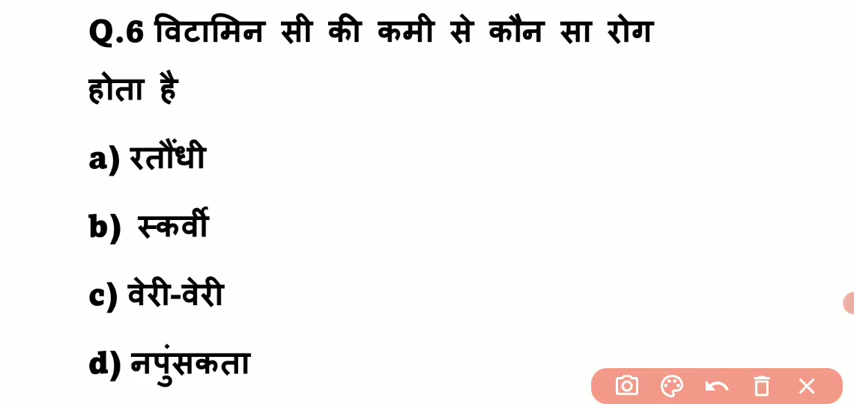 Q.6 विटामिन सी की कमी से कौन सा रोग
होता है
a) रतौंधी
b) स्कर्वी
c) वेरी-वेरी
d) नपुंसकता